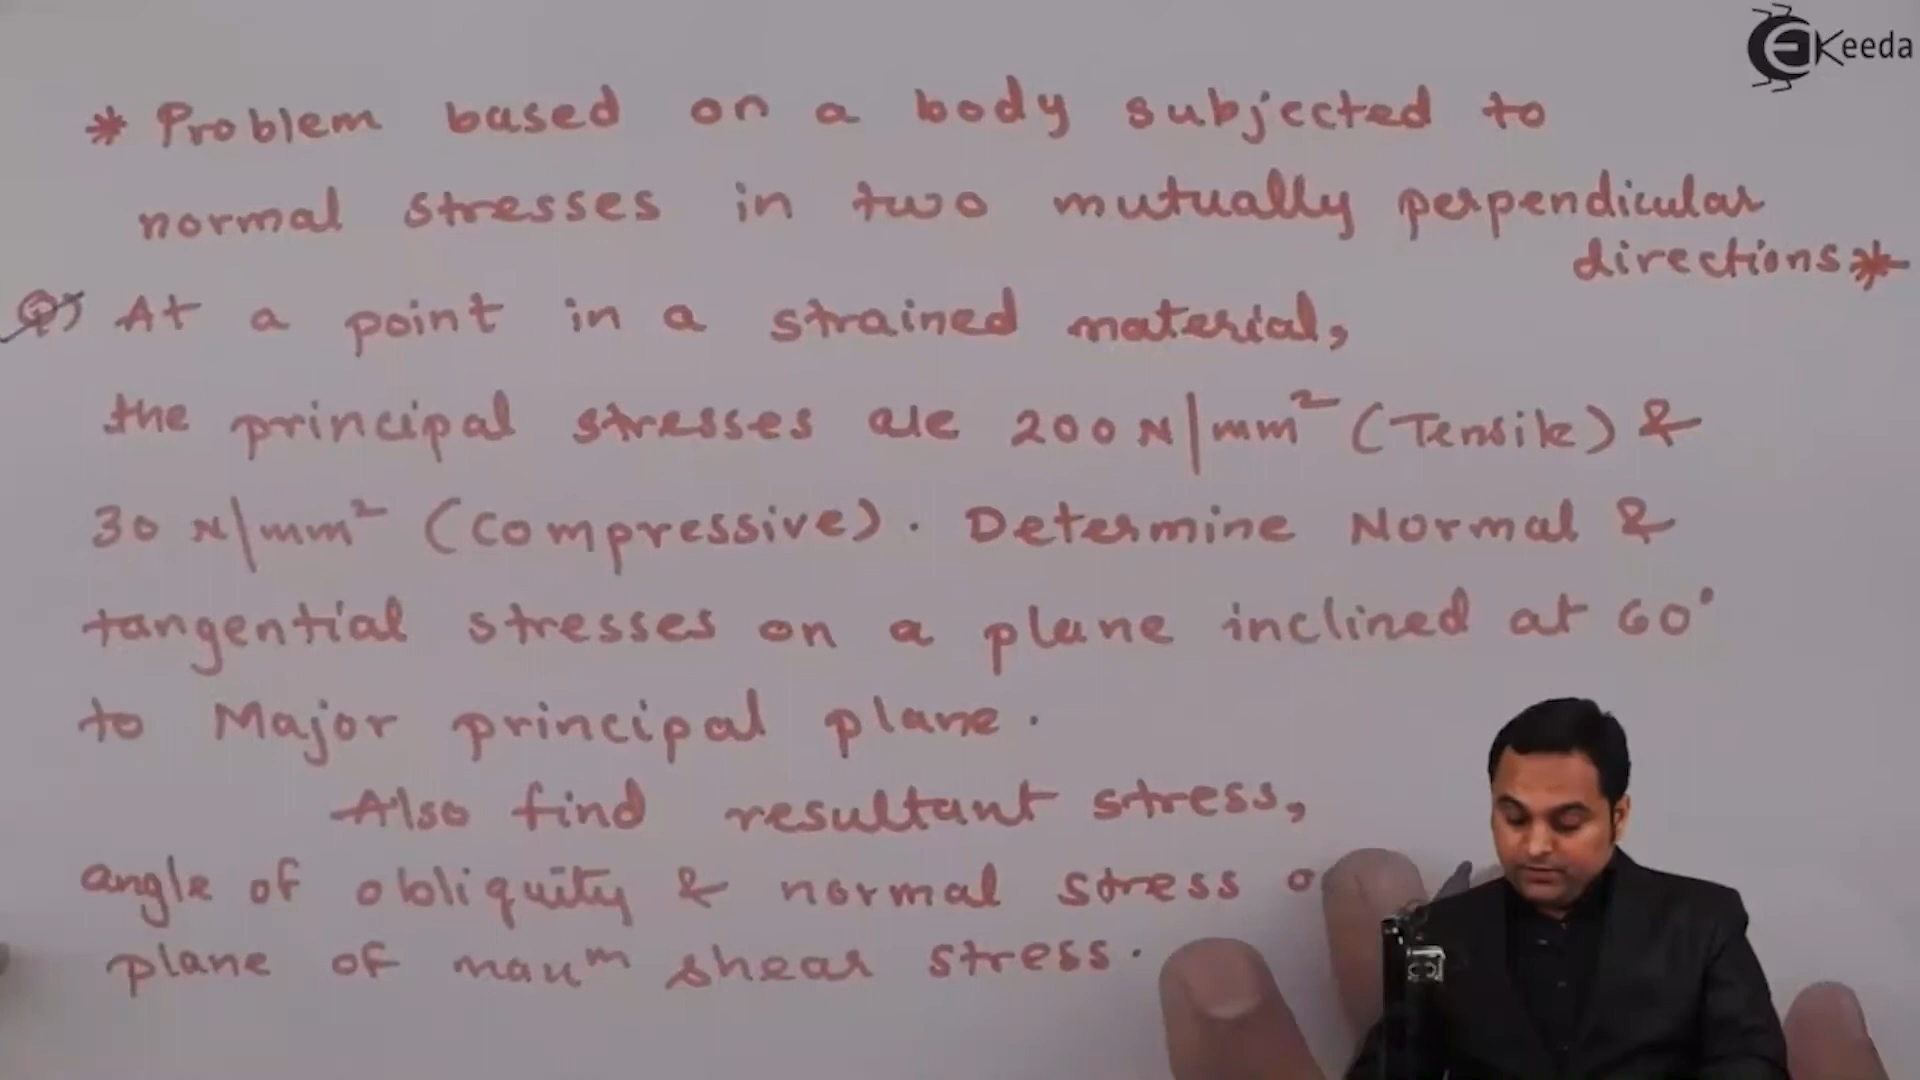 Keeda
* Problem based on a body subjected to
normal stresses in two mutually perpendicular
directions *
Q) At a point in a strained material,
the principal stresses are 200 N/mm² (Tensile) &
30 N/mm² (compressive). Determine Normal &
tangential stresses on a plane inclined at 60°
to Major principal plane.
Also find resultant stress,
angle of obliquity & normal stress o
plane of maxᵐ shear stress.